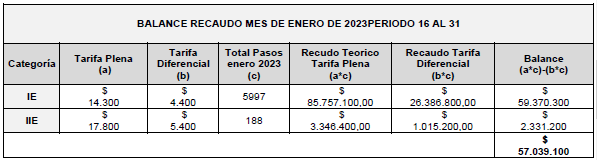 BALANCE RECAUDO MES DE ENERO DE 2023PERIODO 16 AL 31
Categoría | Tarifa Plena (a) | Tarifa Diferencial (b) | Total Pasos enero 2023 (c) | Recudo Teorico Tarifa Plena (a*c) | Recaudo Tarifa Diferencial (b*c) | Balance (a*c)-(b*c)
IE | $ 14.300 | $ 4.400 | 5997 | $ 85.757.100,00 | $ 26.386.800,00 | $ 59.370.300
IIE | $ 17.800 | $ 5.400 | 188 | $ 3.346.400,00 | $ 1.015.200,00 | $ 2.331.200
$ 57.039.100